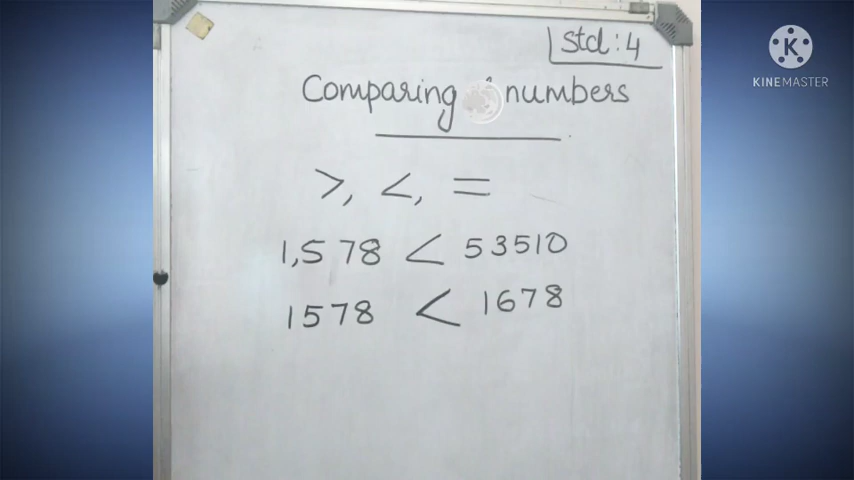 Std : 4
KINEMASTER
Comparing numbers
>, <, =
1,578 < 53510
1578 < 1678